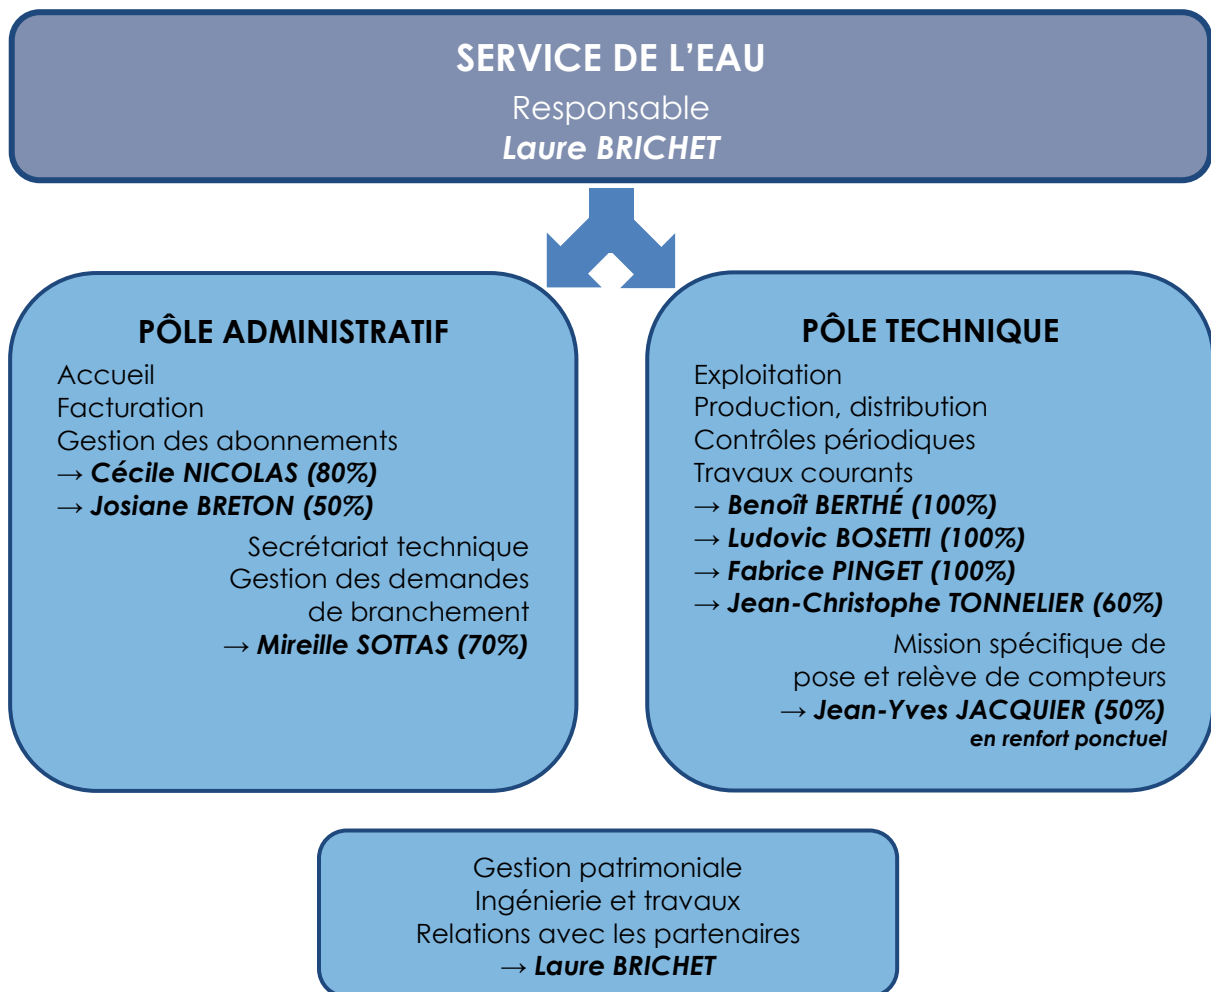 SERVICE DE L’EAU
Responsable
Laure BRICHET
PÔLE ADMINISTRATIF
Accueil
Facturation
Gestion des abonnements
→ Cécile NICOLAS (80%)
→ Josiane BRETON (50%)
Secrétariat technique
Gestion des demandes
de branchement
→ Mireille SOTTAS (70%)
PÔLE TECHNIQUE
Exploitation
Production, distribution
Contrôles périodiques
Travaux courants
→ Benoît BERTHÉ (100%)
→ Ludovic BOSETTI (100%)
→ Fabrice PINGET (100%)
→ Jean-Christophe TONNELIER (60%)
Mission spécifique de
pose et relève de compteurs
→ Jean-Yves JACQUIER (50%)
en renfort ponctuel
Gestion patrimoniale
Ingénierie et travaux
Relations avec les partenaires
→ Laure BRICHET